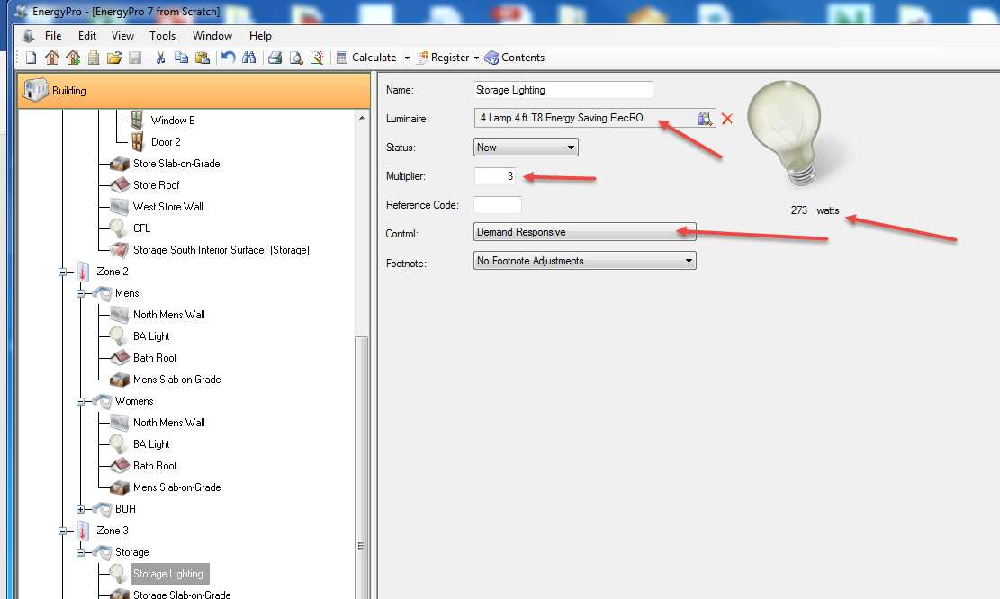 EnergyPro - [EnergyPro 7 from Scratch]
File Edit View Tools Window Help
Calculate Register Contents
Building
Window B
Door 2
Store Slab-on-Grade
Store Roof
West Store Wall
CFL
Storage South Interior Surface (Storage)
Zone 2
Mens
North Mens Wall
BA Light
Bath Roof
Mens Slab-on-Grade
Womens
North Mens Wall
BA Light
Bath Roof
Mens Slab-on-Grade
BOH
Zone 3
Storage
Storage Lighting
Storage Slab-on-Grade
Name: Storage Lighting
Luminaire: 4 Lamp 4 ft T8 Energy Saving ElecRO
Status: New
Multiplier: 3
Reference Code:
Control: Demand Responsive
Footnote: No Footnote Adjustments
273 watts